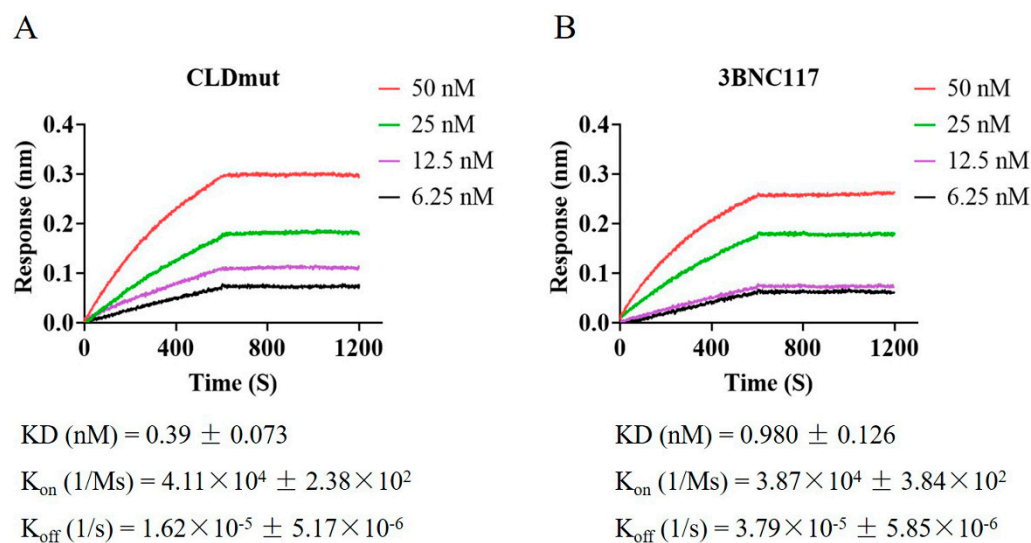 A
CLDmut
50 nM
25 nM
12.5 nM
6.25 nM
Response (nm)
0.4
0.3
0.2
0.1
0.0
0 400 800 1200
Time (S)
KD (nM) = 0.39 ± 0.073
Kon (1/Ms) = 4.11×10⁴ ± 2.38×10²
Koff (1/s) = 1.62×10⁻⁵ ± 5.17×10⁻⁶
B
3BNC117
50 nM
25 nM
12.5 nM
6.25 nM
Response (nm)
0.4
0.3
0.2
0.1
0.0
0 400 800 1200
Time (S)
KD (nM) = 0.980 ± 0.126
Kon (1/Ms) = 3.87×10⁴ ± 3.84×10²
Koff (1/s) = 3.79×10⁻⁵ ± 5.85×10⁻⁶